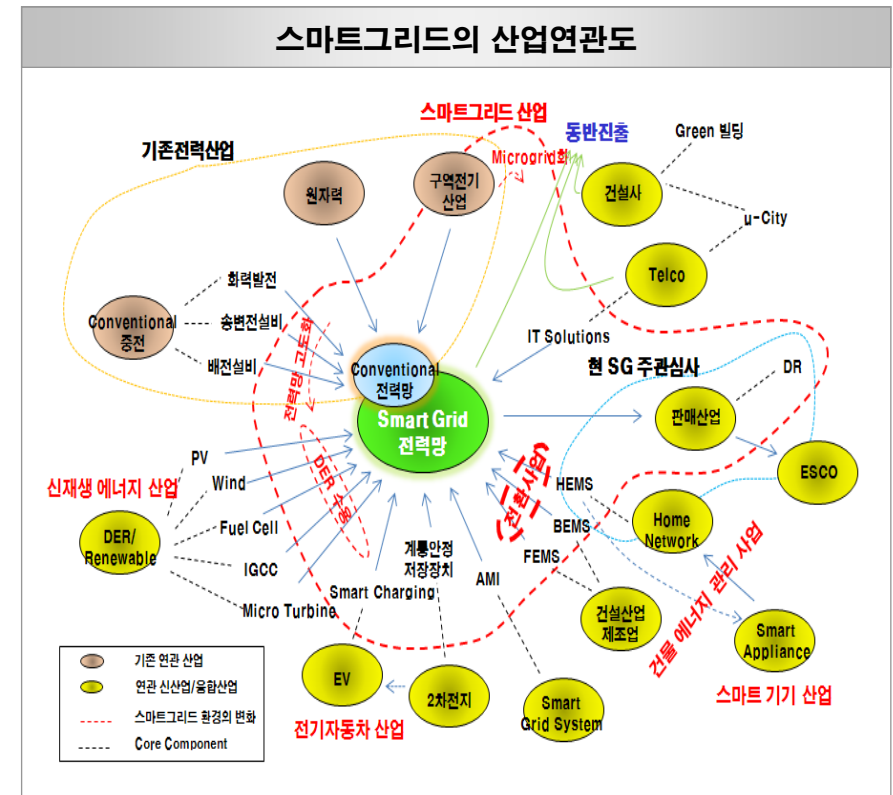 스마트그리드의 산업연관도
스마트그리드 산업
동반진출
Green 빌딩
기존전력산업
Microgrid화
원자력
구역전기
산업
건설사
u-City
Telco
화력발전
Conventional
중전
송변전설비
배전설비
전력망 고도화
IT Solutions
Conventional
전력망
현 SG 주관심사
DR
Smart Grid
전력망
판매산업
ESCO
PV
신재생 에너지 산업
Wind
DER 수용
(전환사업)
HEMS
DER/
Renewable
Fuel Cell
BEMS
Home
Network
IGCC
계통안정
저장장치
FEMS
AMI
Micro Turbine
Smart Charging
건설산업
제조업
건물 에너지 관리 사업
Smart
Appliance
스마트 기기 산업
기존 연관 산업
연관 신산업/융합산업
스마트그리드 환경의 변화
Core Component
EV
2차전지
전기자동차 산업
Smart
Grid System